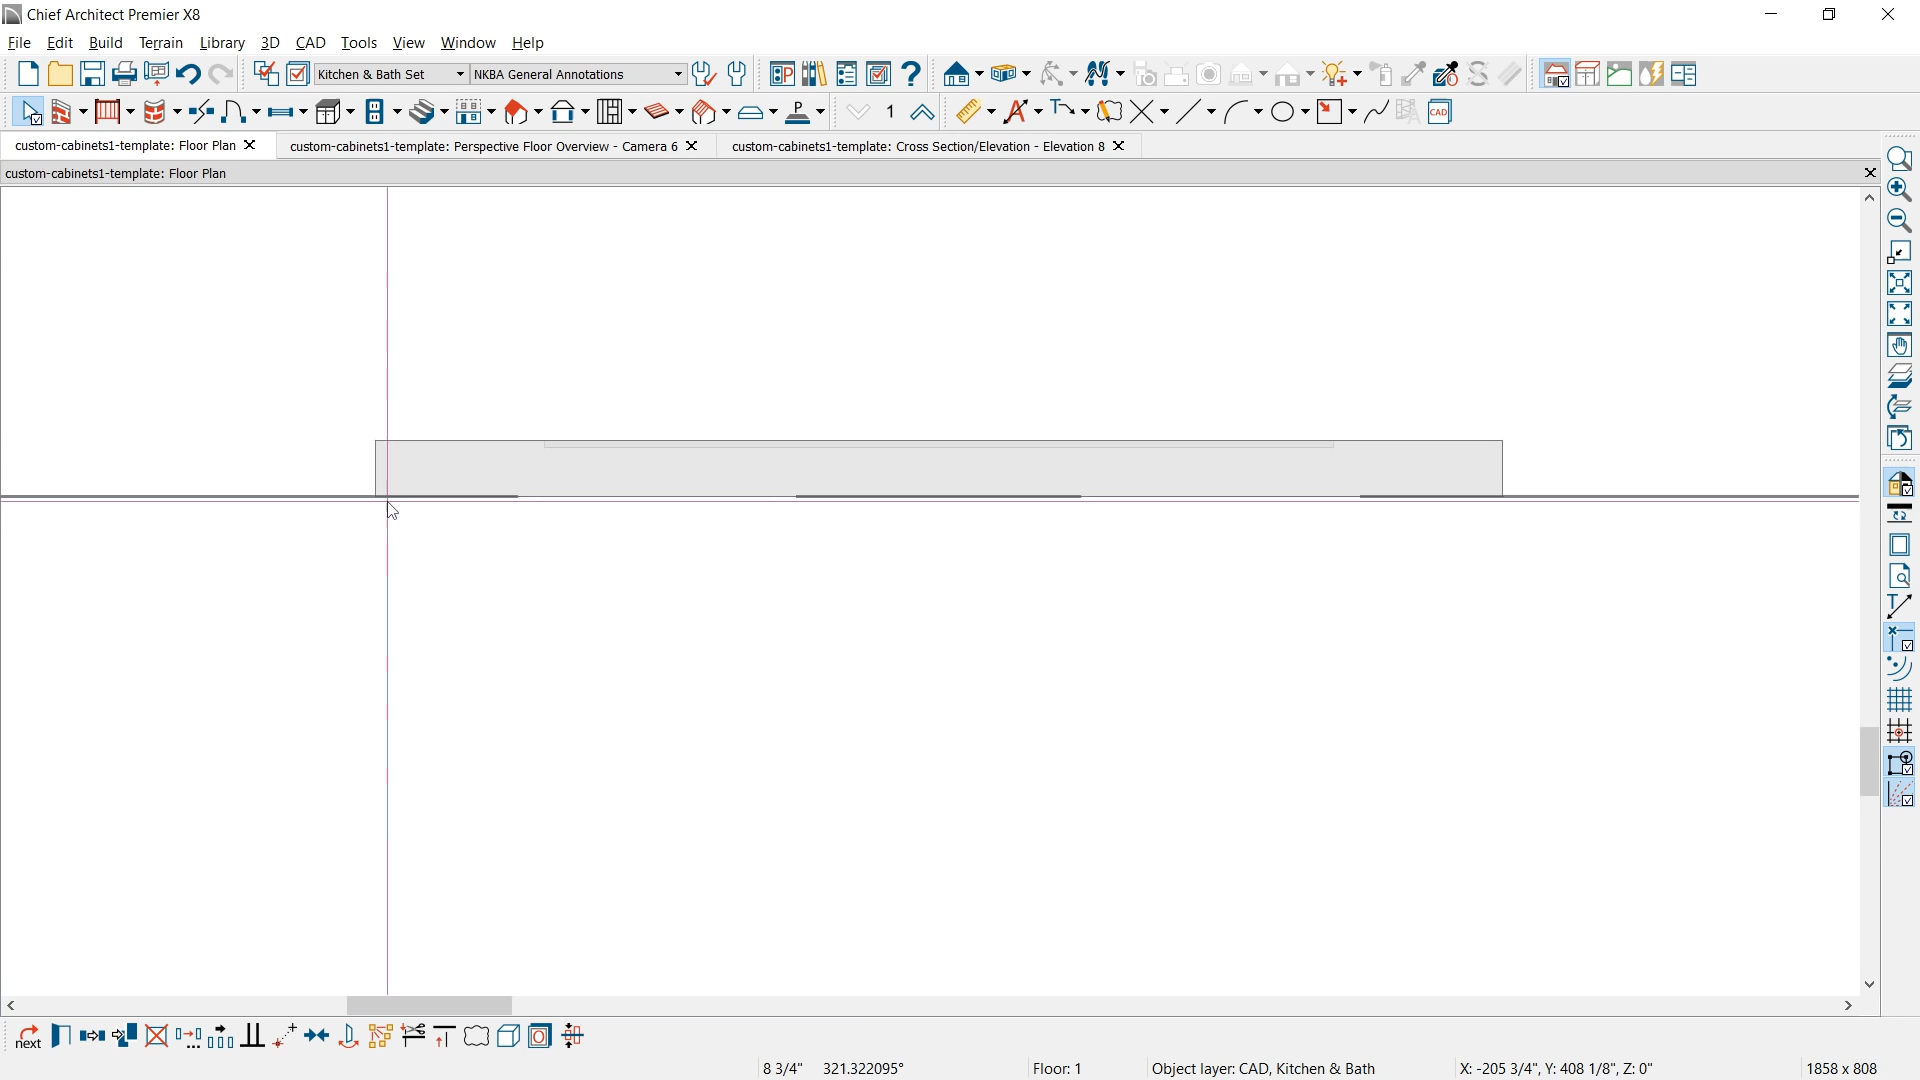 Chief Architect Premier X8
File Edit Build Terrain Library 3D CAD Tools View Window Help
Kitchen & Bath Set NKBA General Annotations
1 CAD
custom-cabinets1-template: Floor Plan custom-cabinets1-template: Perspective Floor Overview - Camera 6 custom-cabinets1-template: Cross Section/Elevation - Elevation 8
custom-cabinets1-template: Floor Plan
next
8 3/4" 321.322095° Floor: 1 Object layer: CAD, Kitchen & Bath X: -205 3/4", Y: 408 1/8", Z: 0" 1858 x 808